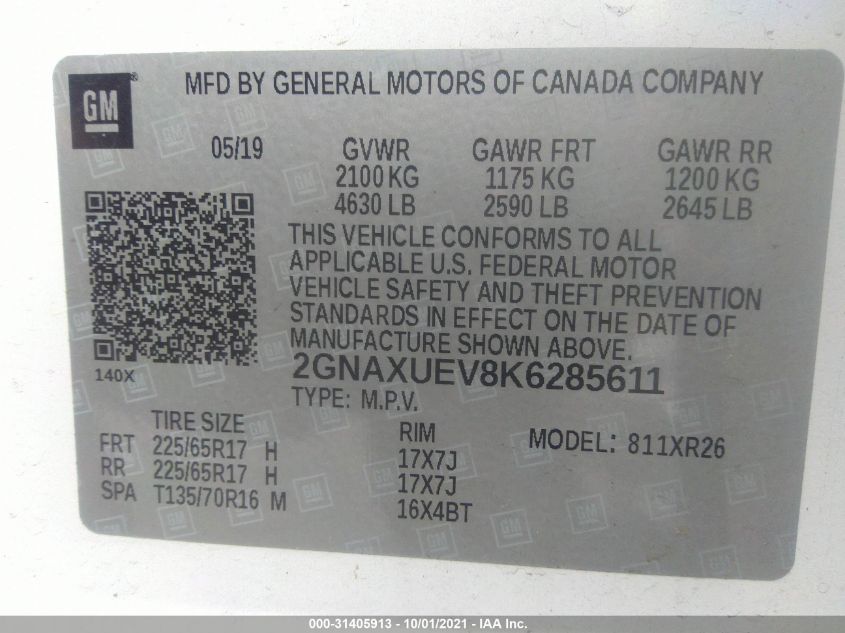 GM ®
MFD BY GENERAL MOTORS OF CANADA COMPANY
05/19 GVWR GAWR FRT GAWR RR
2100 KG 1175 KG 1200 KG
4630 LB 2590 LB 2645 LB
THIS VEHICLE CONFORMS TO ALL
APPLICABLE U.S. FEDERAL MOTOR
VEHICLE SAFETY AND THEFT PREVENTION
STANDARDS IN EFFECT ON THE DATE OF
MANUFACTURE SHOWN ABOVE.
2GNAXUEV8K6285611
140X
TYPE: M.P.V.
TIRE SIZE RIM MODEL: 811XR26
FRT 225/65R17 H 17X7J
RR 225/65R17 H 17X7J
SPA T135/70R16 M 16X4BT
000-31405913 - 10/01/2021 - IAA Inc.